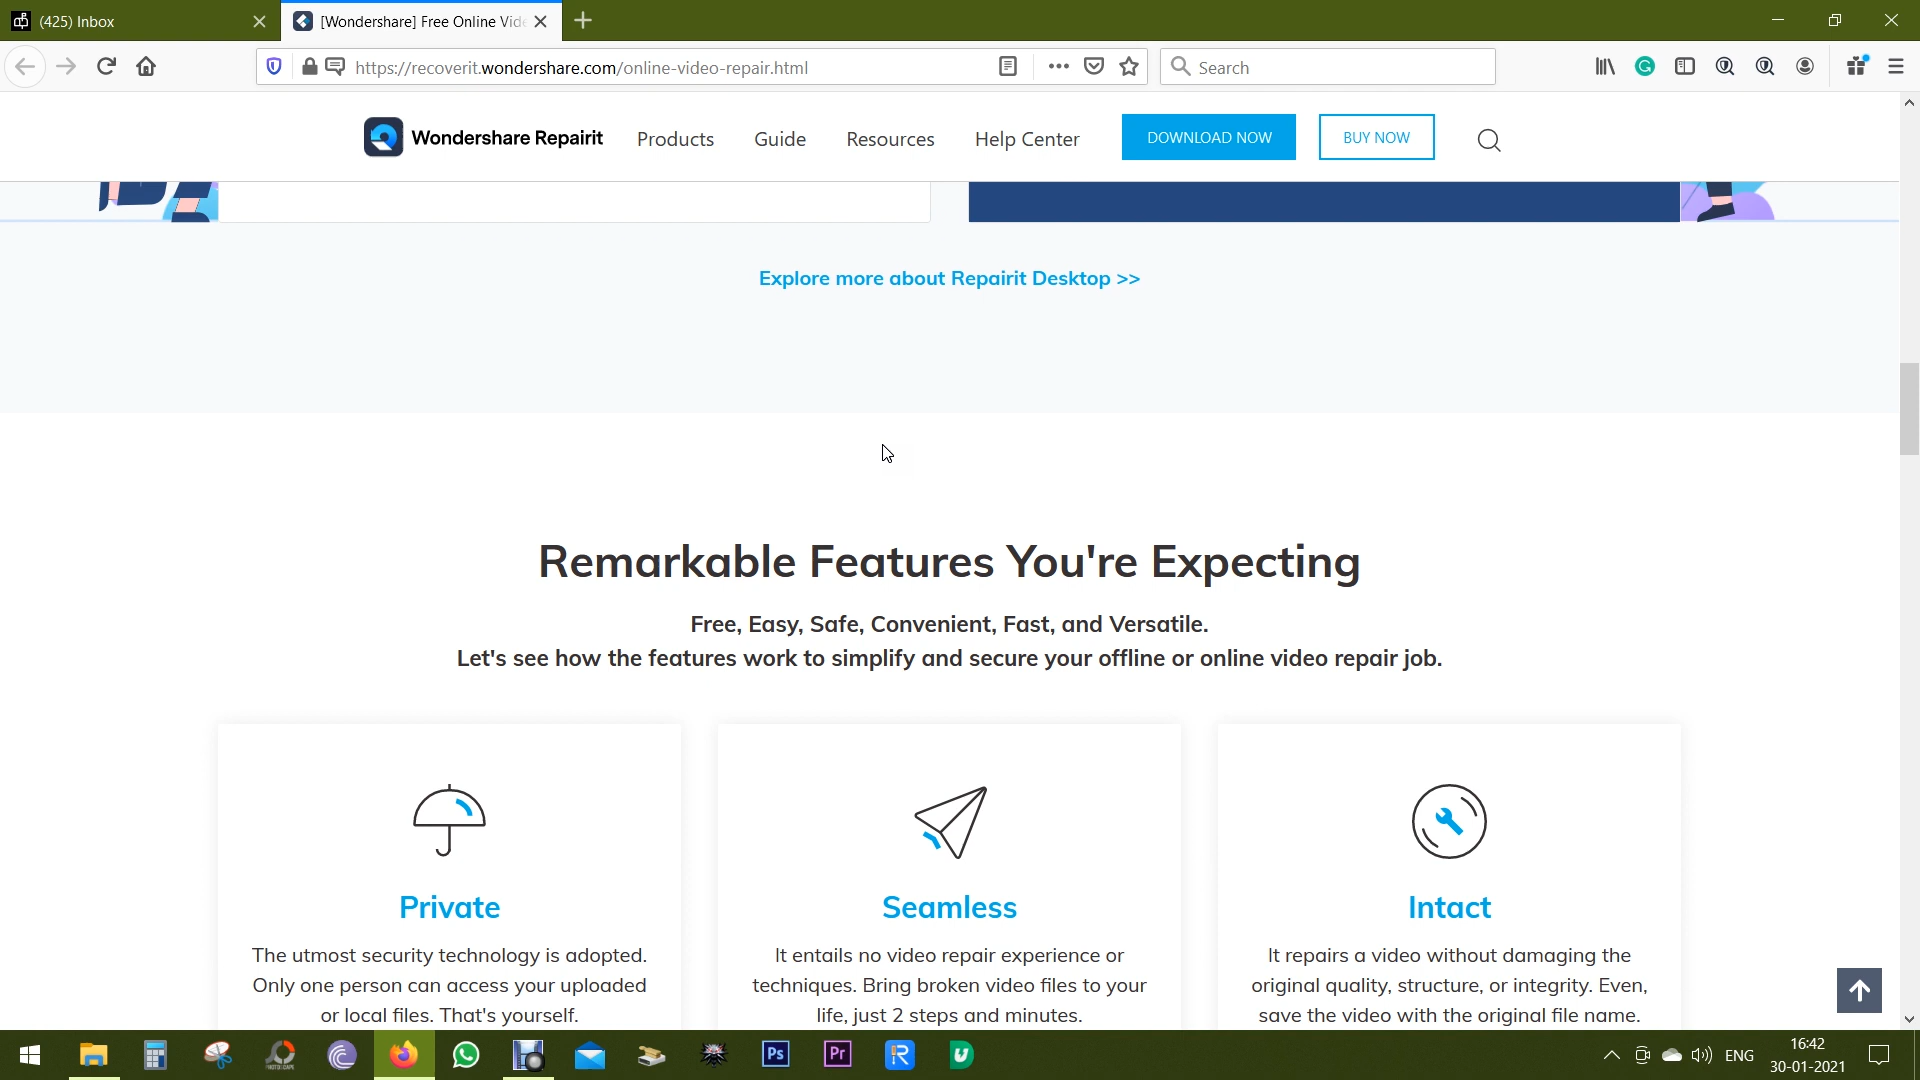 (425) Inbox
[Wondershare] Free Online Vide
https://recoverit.wondershare.com/online-video-repair.html
Search
Wondershare Repairit
Products
Guide
Resources
Help Center
DOWNLOAD NOW
BUY NOW
Explore more about Repairit Desktop >>
Remarkable Features You're Expecting
Free, Easy, Safe, Convenient, Fast, and Versatile.
Let's see how the features work to simplify and secure your offline or online video repair job.
Private
The utmost security technology is adopted.
Only one person can access your uploaded
or local files. That's yourself.
Seamless
It entails no video repair experience or
techniques. Bring broken video files to your
life, just 2 steps and minutes.
Intact
It repairs a video without damaging the
original quality, structure, or integrity. Even,
save the video with the original file name.
Ps
Pr
ENG
16:42
30-01-2021